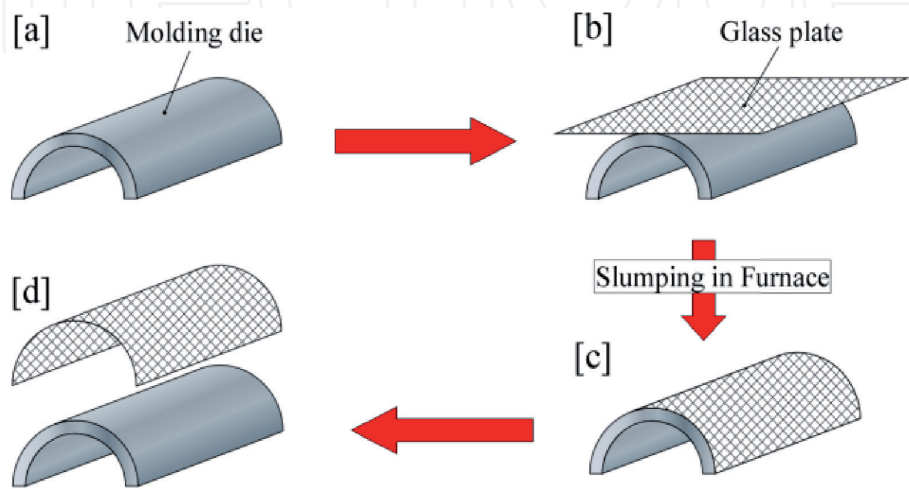 [a]
Molding die
[b]
Glass plate
Slumping in Furnace
[d]
[c]